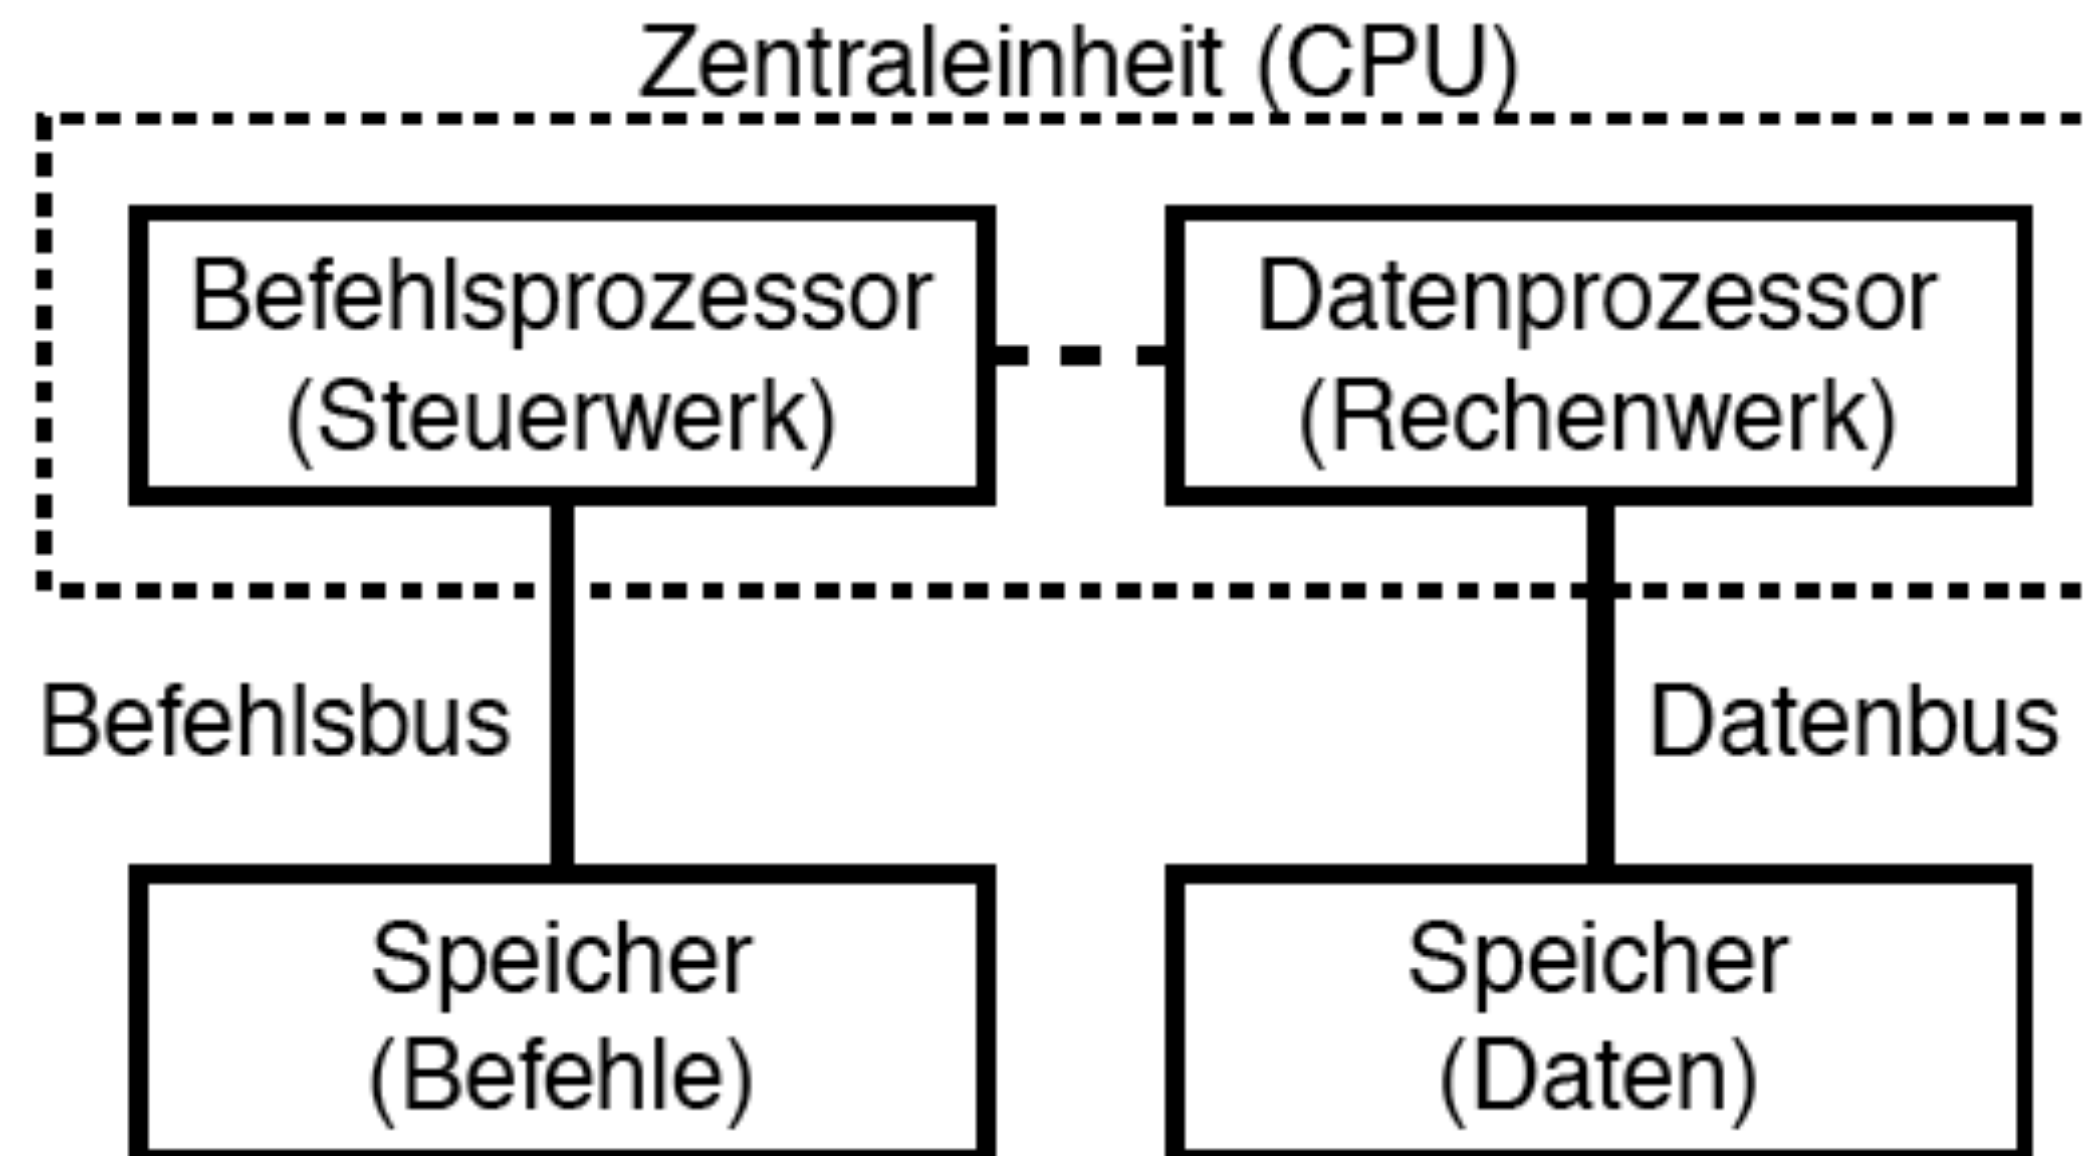 Zentraleinheit (CPU)
Befehlsprozessor
(Steuerwerk)
Datenprozessor
(Rechenwerk)
Befehlsbus
Datenbus
Speicher
(Befehle)
Speicher
(Daten)